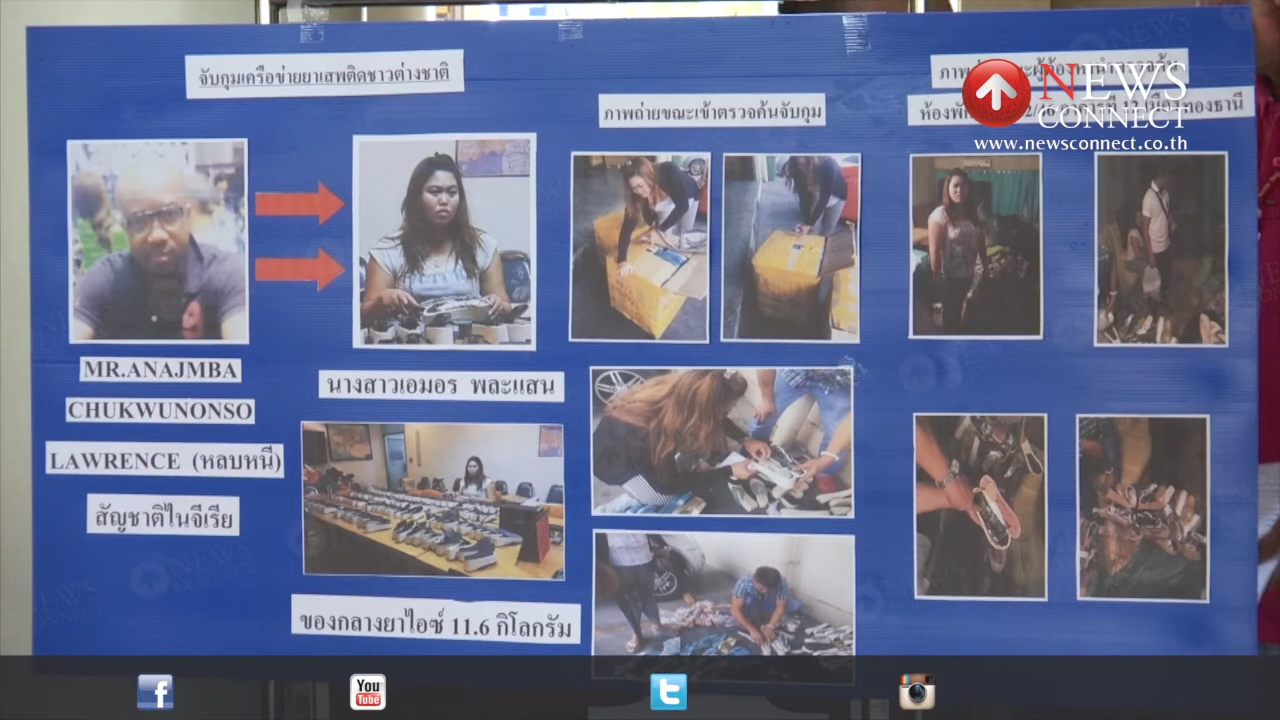 จับกุมเครือข่ายยาเสพติดชาวต่างชาติ
MR.ANAJMBA
CHUKWUNONSO
LAWRENCE (หลบหนี)
สัญชาติไนจีเรีย
นางสาวเอมอร พละแสน
ของกลางยาไอซ์ 11.6 กิโลกรัม
ภาพถ่ายขณะเข้าตรวจค้นจับกุม
NEWS
CONNECT
www.newsconnect.co.th
You
Tube